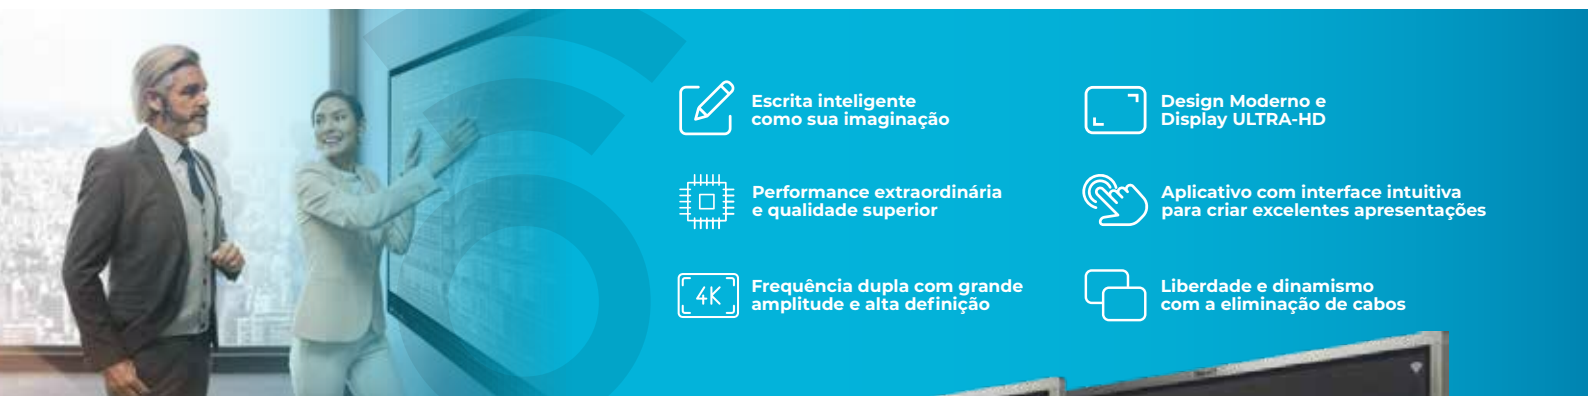 Escrita inteligente
como sua imaginação
Performance extraordinária
e qualidade superior
4K
Frequência dupla com grande
amplitude e alta definição
Design Moderno e
Display ULTRA-HD
Aplicativo com interface intuitiva
para criar excelentes apresentações
Liberdade e dinamismo
com a eliminação de cabos